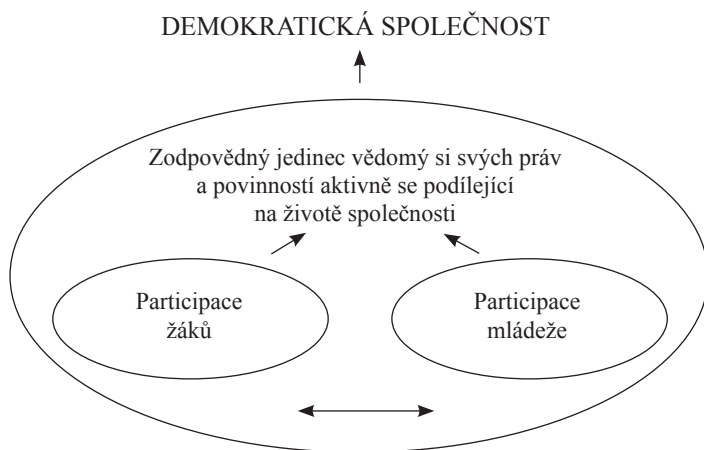 DEMOKRATICKÁ SPOLEČNOST
Zodpovědný jedinec vědomý si svých práv
a povinností aktivně se podílející
na životě společnosti
Participace
žáků
Participace
mládeže